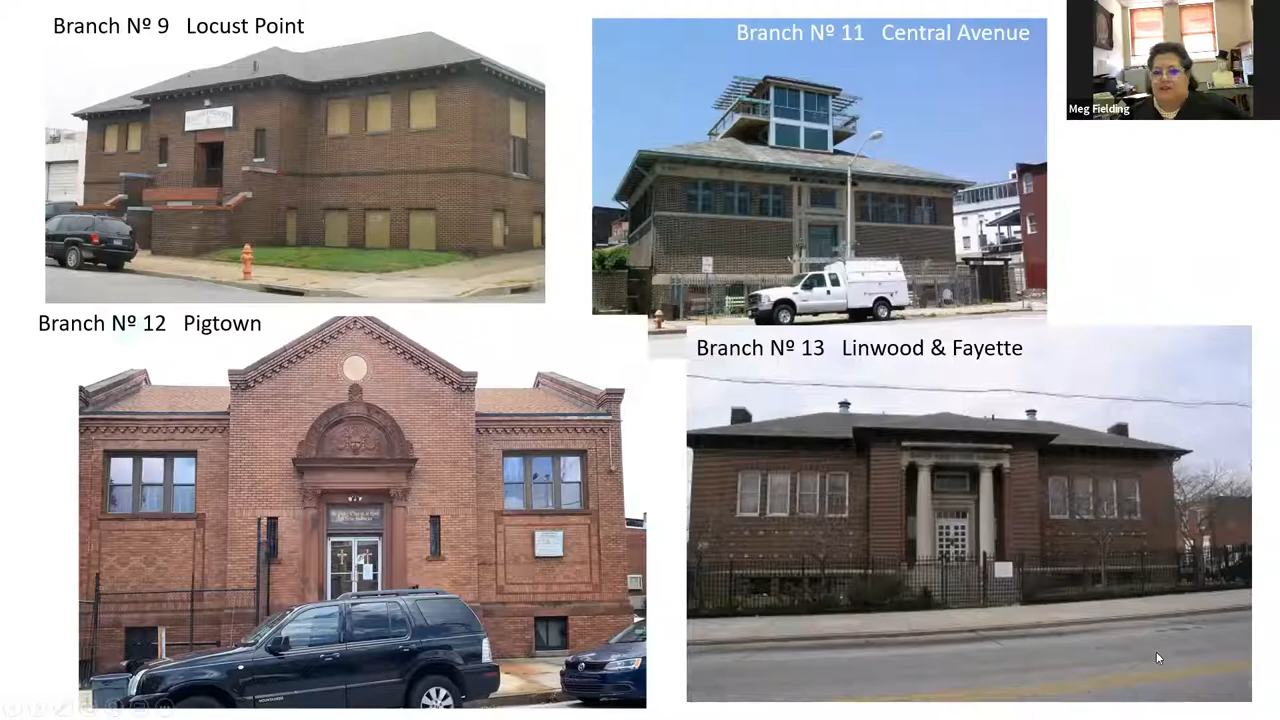 Branch Nº 9 Locust Point
Branch Nº 11 Central Avenue
Meg Fielding
Branch Nº 12 Pigtown
Branch Nº 13 Linwood & Fayette